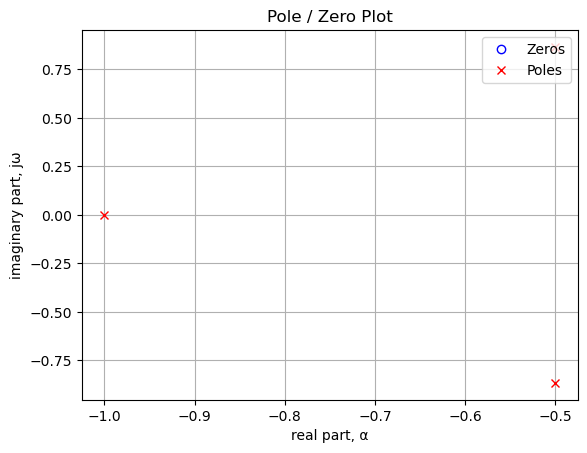 Pole / Zero Plot
Zeros
Poles
imaginary part, jω
0.75
0.50
0.25
0.00
−0.25
−0.50
−0.75
−1.0 −0.9 −0.8 −0.7 −0.6 −0.5
real part, α